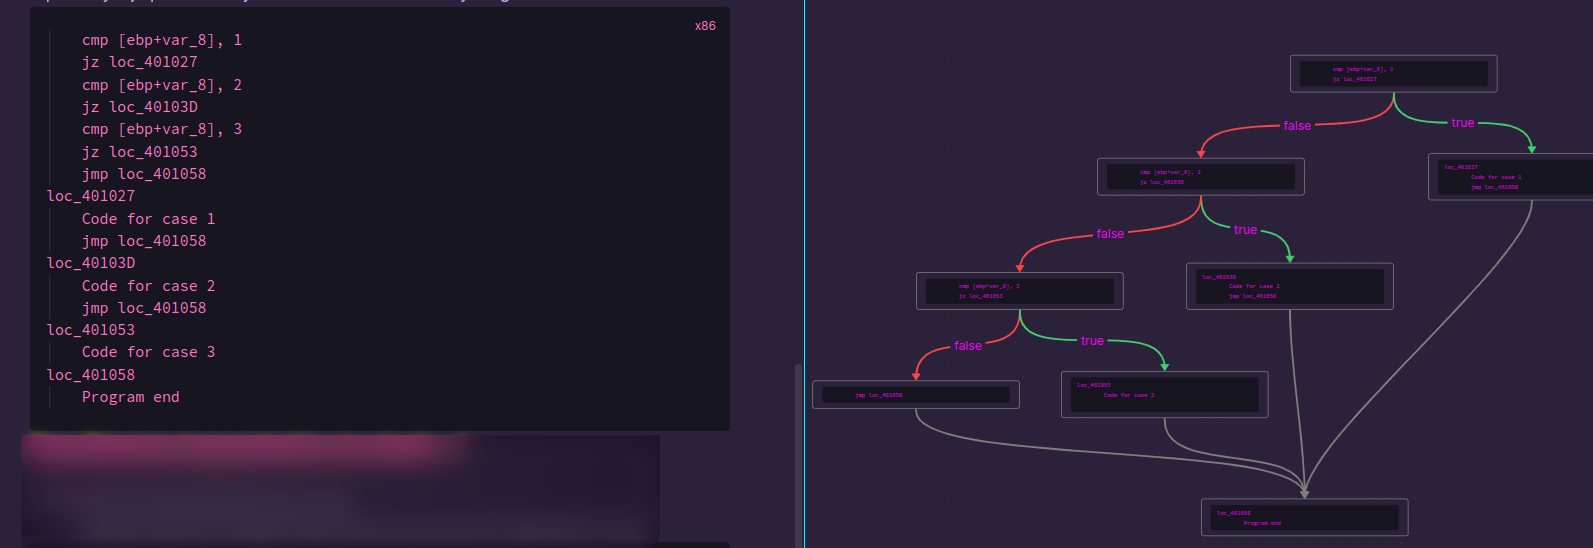 x86
cmp [ebp+var_8], 1
jz loc_401027
cmp [ebp+var_8], 2
jz loc_40103D
cmp [ebp+var_8], 3
jz loc_401053
jmp loc_401058
loc_401027
Code for case 1
jmp loc_401058
loc_40103D
Code for case 2
jmp loc_401058
loc_401053
Code for case 3
loc_401058
Program end
cmp [ebp+var_8], 1
jz loc_401027
false
true
cmp [ebp+var_8], 2
jz loc_40103D
loc_401027
Code for case 1
jmp loc_401058
false
true
cmp [ebp+var_8], 3
jz loc_401053
loc_40103D
Code for case 2
jmp loc_401058
false
true
jmp loc_401058
loc_401053
Code for case 3
loc_401058
Program end